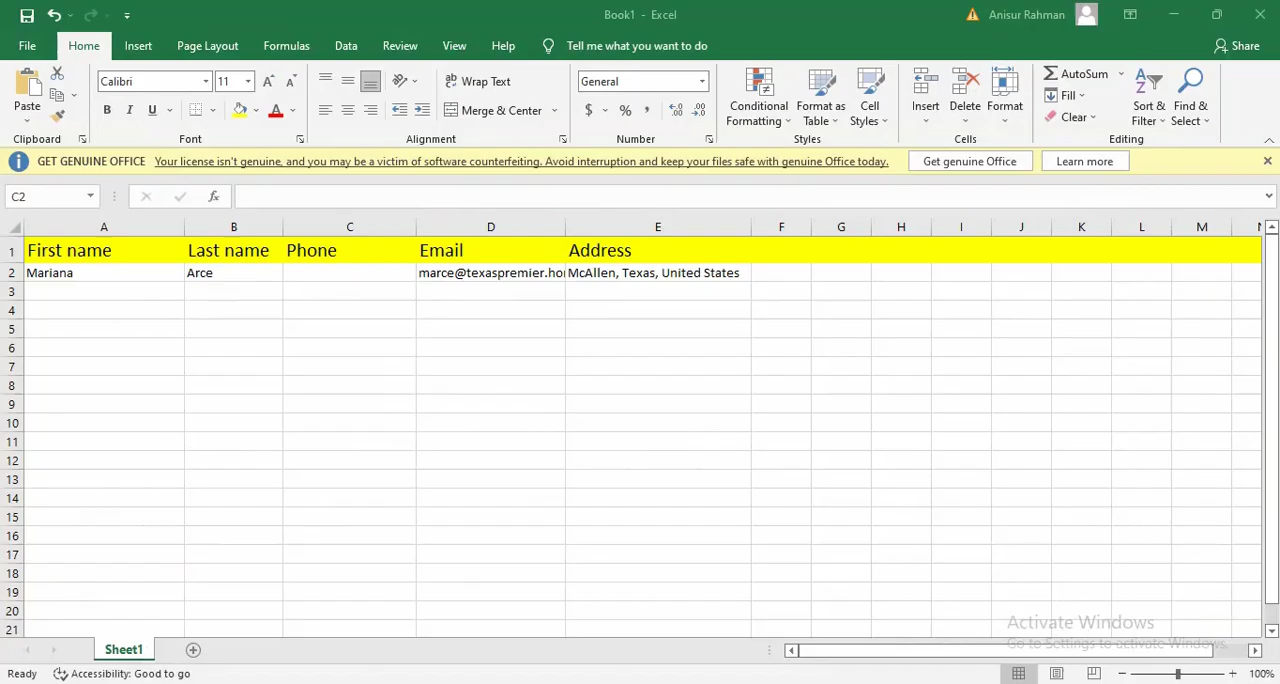 Book1 - Excel
Anisur Rahman
File Home Insert Page Layout Formulas Data Review View Help Tell me what you want to do Share
Paste
Calibri 11
B I U
Wrap Text
Merge & Center
General
$ % ,
Conditional Formatting
Format as Table
Cell Styles
Insert
Delete
Format
AutoSum
Fill
Clear
Sort & Filter
Find & Select
Clipboard Font Alignment Number Styles Cells Editing
GET GENUINE OFFICE Your license isn't genuine, and you may be a victim of software counterfeiting. Avoid interruption and keep your files safe with genuine Office today. Get genuine Office Learn more
C2 fx
A B C D E F G H I J K L M N
1 First name Last name Phone Email Address
2 Mariana Arce marce@texaspremier.ho McAllen, Texas, United States
3
4
5
6
7
8
9
10
11
12
13
14
15
16
17
18
19
20
21
Activate Windows
Go to Settings to activate Windows.
Sheet1
Ready Accessibility: Good to go 100%